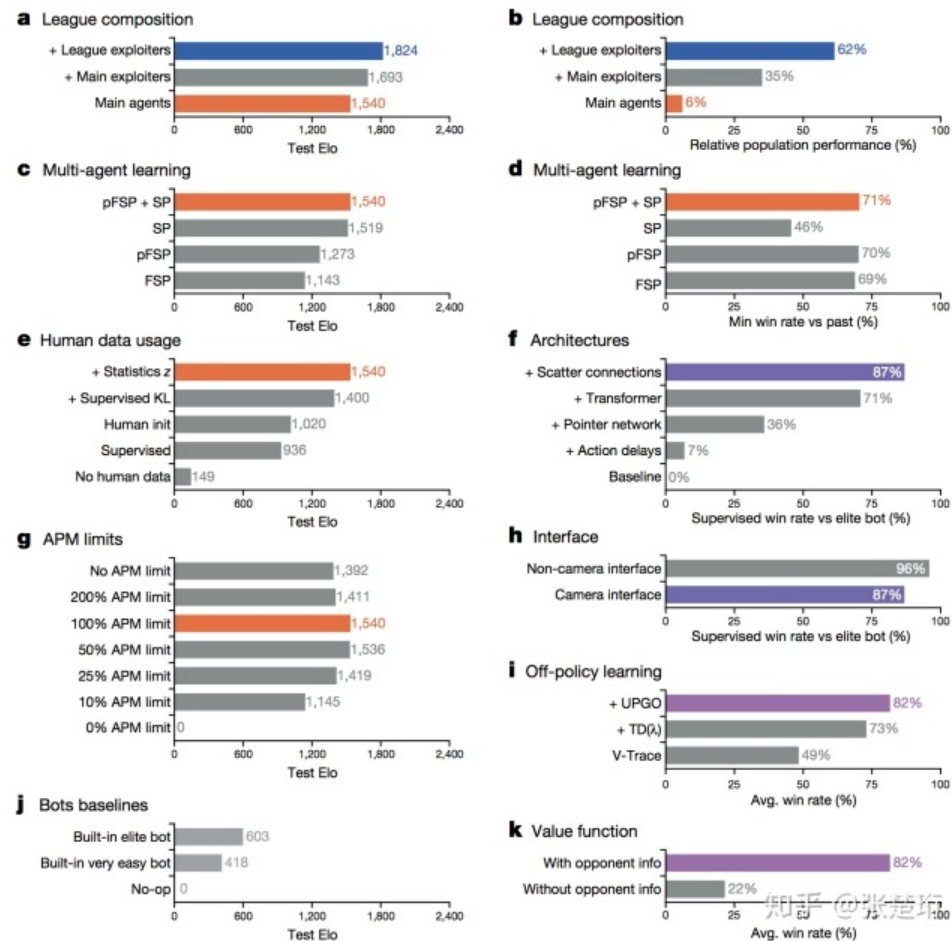 a League composition
+ League exploiters 1,824
+ Main exploiters 1,693
Main agents 1,540
0 600 1,200 1,800 2,400
Test Elo
b League composition
+ League exploiters 62%
+ Main exploiters 35%
Main agents 6%
0 25 50 75 100
Relative population performance (%)
c Multi-agent learning
pFSP + SP 1,540
SP 1,519
pFSP 1,273
FSP 1,143
0 600 1,200 1,800 2,400
Test Elo
d Multi-agent learning
pFSP + SP 71%
SP 46%
pFSP 70%
FSP 69%
0 25 50 75 100
Min win rate vs past (%)
e Human data usage
+ Statistics z 1,540
+ Supervised KL 1,400
Human init 1,020
Supervised 936
No human data 149
0 600 1,200 1,800 2,400
Test Elo
f Architectures
+ Scatter connections 87%
+ Transformer 71%
+ Pointer network 36%
+ Action delays 7%
Baseline 0%
0 25 50 75 100
Supervised win rate vs elite bot (%)
g APM limits
No APM limit 1,392
200% APM limit 1,411
100% APM limit 1,540
50% APM limit 1,536
25% APM limit 1,419
10% APM limit 1,145
0% APM limit 0
0 600 1,200 1,800 2,400
Test Elo
h Interface
Non-camera interface 96%
Camera interface 87%
0 25 50 75 100
Supervised win rate vs elite bot (%)
i Off-policy learning
+ UPGO 82%
+ TD(λ) 73%
V-Trace 49%
0 25 50 75 100
Avg. win rate (%)
j Bots baselines
Built-in elite bot 603
Built-in very easy bot 418
No-op 0
0 600 1,200 1,800 2,400
Test Elo
k Value function
With opponent info 82%
Without opponent info 22%
0 25 50 75 100
Avg. win rate (%)
知乎 @张楚珩